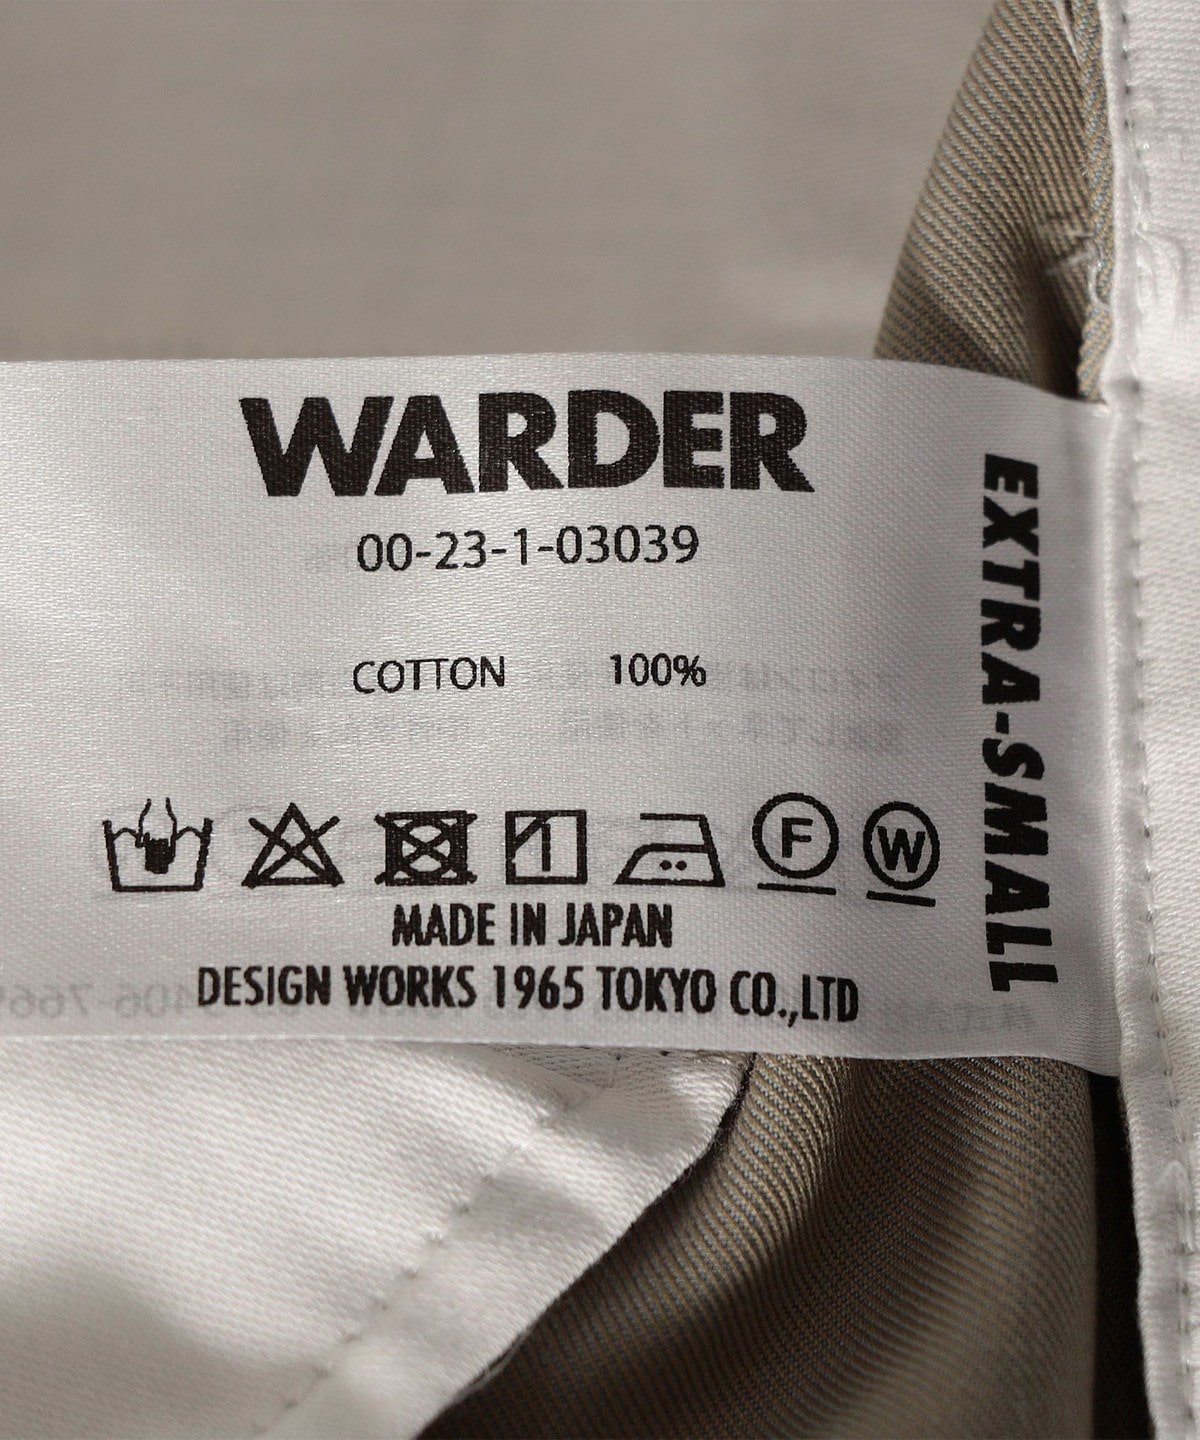 WARDER
00-23-1-03039
COTTON 100%
F W
MADE IN JAPAN
DESIGN WORKS 1965 TOKYO CO.,LTD
EXTRA-SMALL